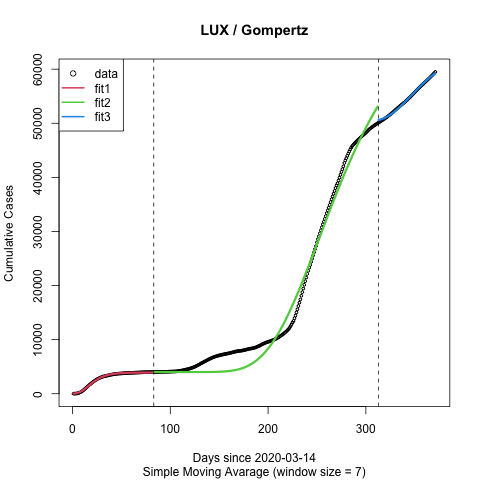 LUX / Gompertz
data
fit1
fit2
fit3
Cumulative Cases
60000
50000
40000
30000
20000
10000
0
0 100 200 300
Days since 2020-03-14
Simple Moving Avarage (window size = 7)